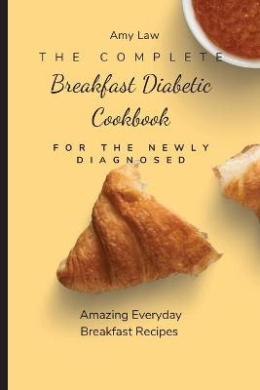 Amy Law
THE COMPLETE
Breakfast Diabetic
Cookbook
FOR THE NEWLY
DIAGNOSED
Amazing Everyday
Breakfast Recipes